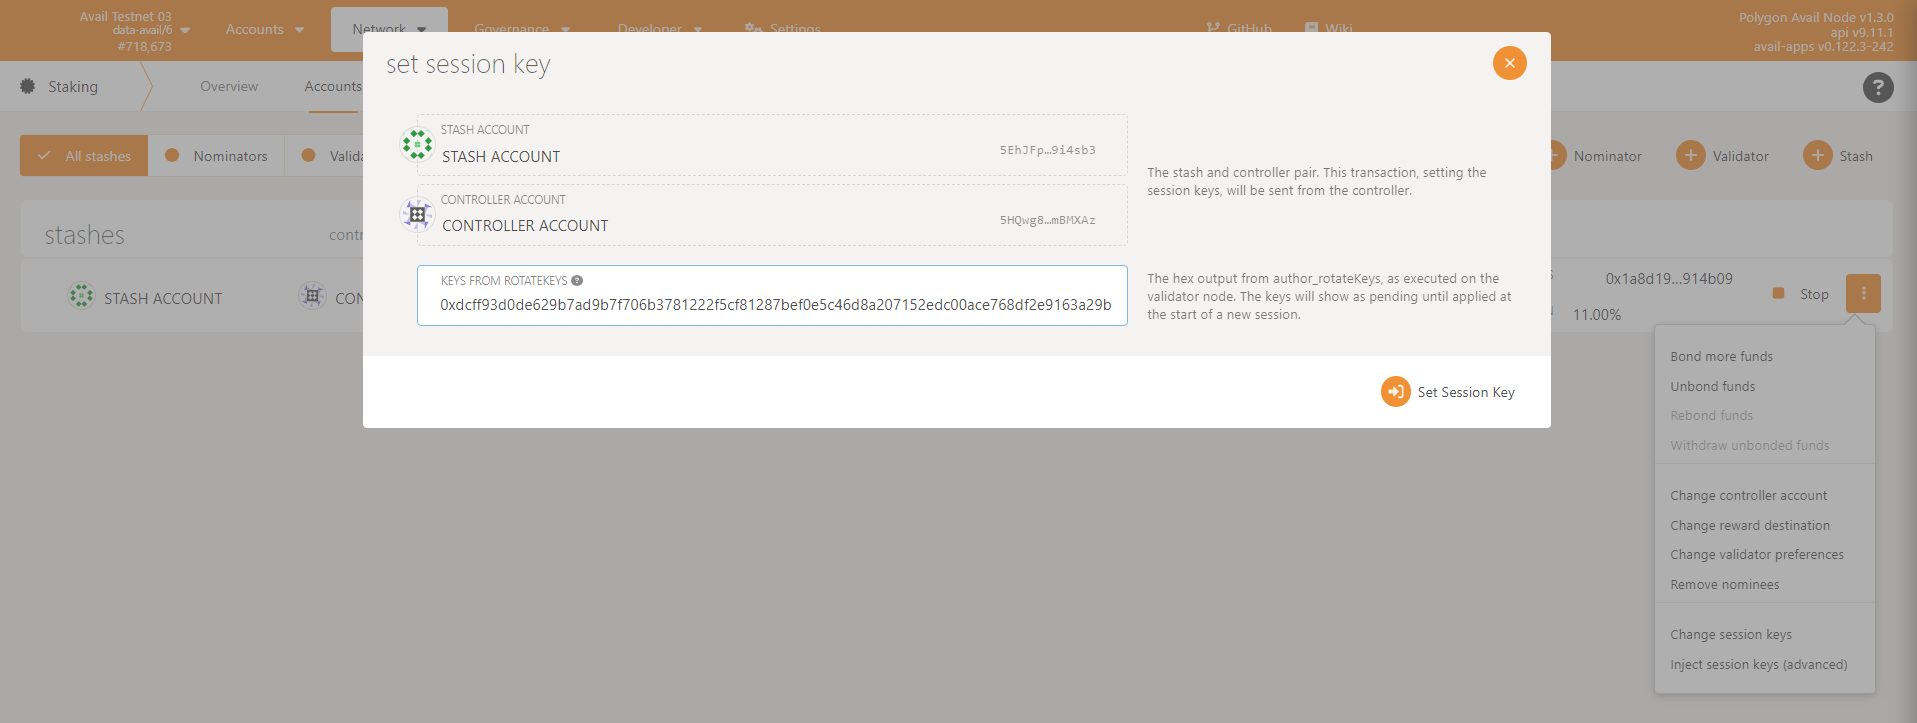 Avail Testnet 03
data-avail/6
#718,673
Accounts
Network
Governance
Developer
Settings
GitHub
Wiki
Polygon Avail Node v1.3.0
api v9.11.1
avail-apps v0.122.3-242
Staking
Overview
Accounts
?
set session key
STASH ACCOUNT
STASH ACCOUNT
5EhJFp...9i4sb3
CONTROLLER ACCOUNT
CONTROLLER ACCOUNT
5HQwg8...mBMXAz
The stash and controller pair. This transaction, setting the
session keys, will be sent from the controller.
KEYS FROM ROTATEKEYS ?
0xdcff93d0de629b7ad9b7f706b3781222f5cf81287bef0e5c46d8a207152edc00ace768df2e9163a29b
The hex output from author_rotateKeys, as executed on the
validator node. The keys will show as pending until applied at
the start of a new session.
Set Session Key
All stashes
Nominators
Valida
Nominator
Validator
Stash
stashes
contr
STASH ACCOUNT
CON
0x1a8d19...914b09
11.00%
Stop
Bond more funds
Unbond funds
Rebond funds
Withdraw unbonded funds
Change controller account
Change reward destination
Change validator preferences
Remove nominees
Change session keys
Inject session keys (advanced)